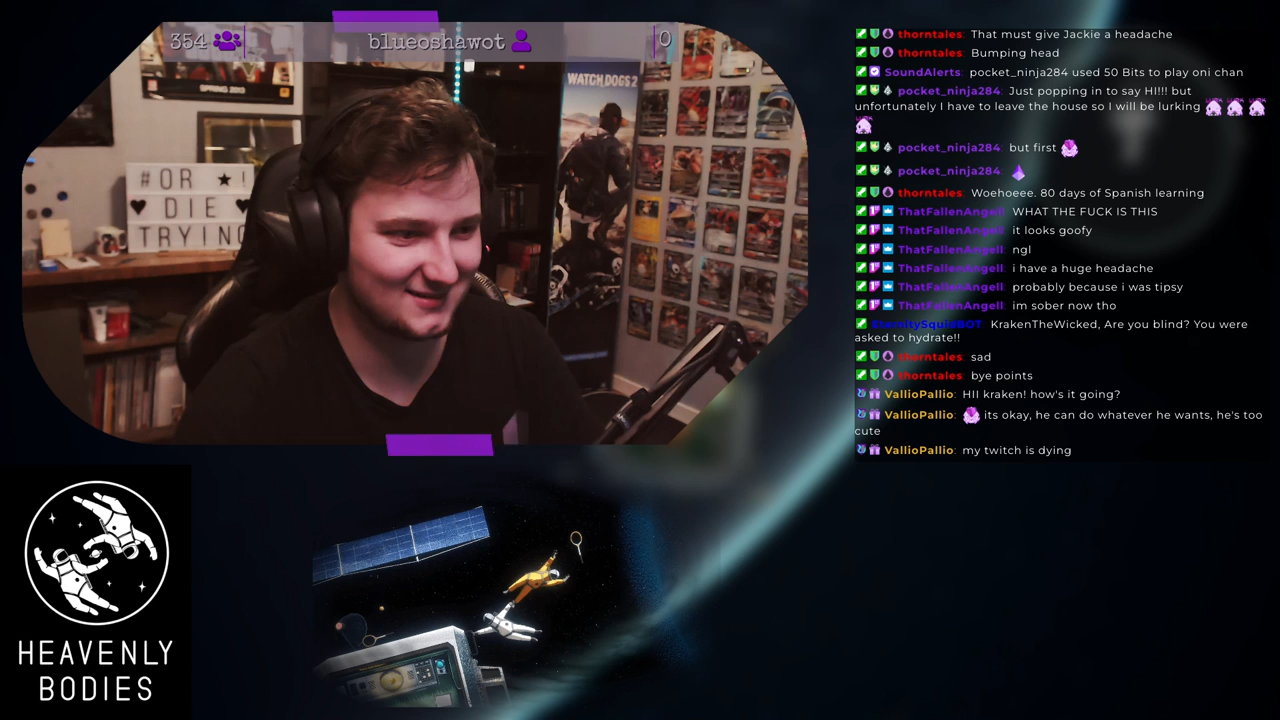 354
blueoshawot
0
SPRING 2013
WATCH_DOGS 2
#OR ★!
♥ DIE ♥
TRYING
thorntales: That must give Jackie a headache
thorntales: Bumping head
SoundAlerts: pocket_ninja284 used 50 Bits to play oni chan
pocket_ninja284: Just popping in to say HI!!! but
unfortunately I have to leave the house so I will be lurking
pocket_ninja284: but first
pocket_ninja284:
thorntales: Woehoeee. 80 days of Spanish learning
ThatFallenAngell: WHAT THE FUCK IS THIS
ThatFallenAngell: it looks goofy
ThatFallenAngell: ngl
ThatFallenAngell: i have a huge headache
ThatFallenAngell: probably because i was tipsy
ThatFallenAngell: im sober now tho
EternitySquidBOT KrakenTheWicked, Are you blind? You were
asked to hydrate!!
thorntales: sad
thorntales: bye points
VallioPallio: HII kraken! how's it going?
VallioPallio: its okay, he can do whatever he wants, he's too
cute
VallioPallio: my twitch is dying
HEAVENLY
BODIES